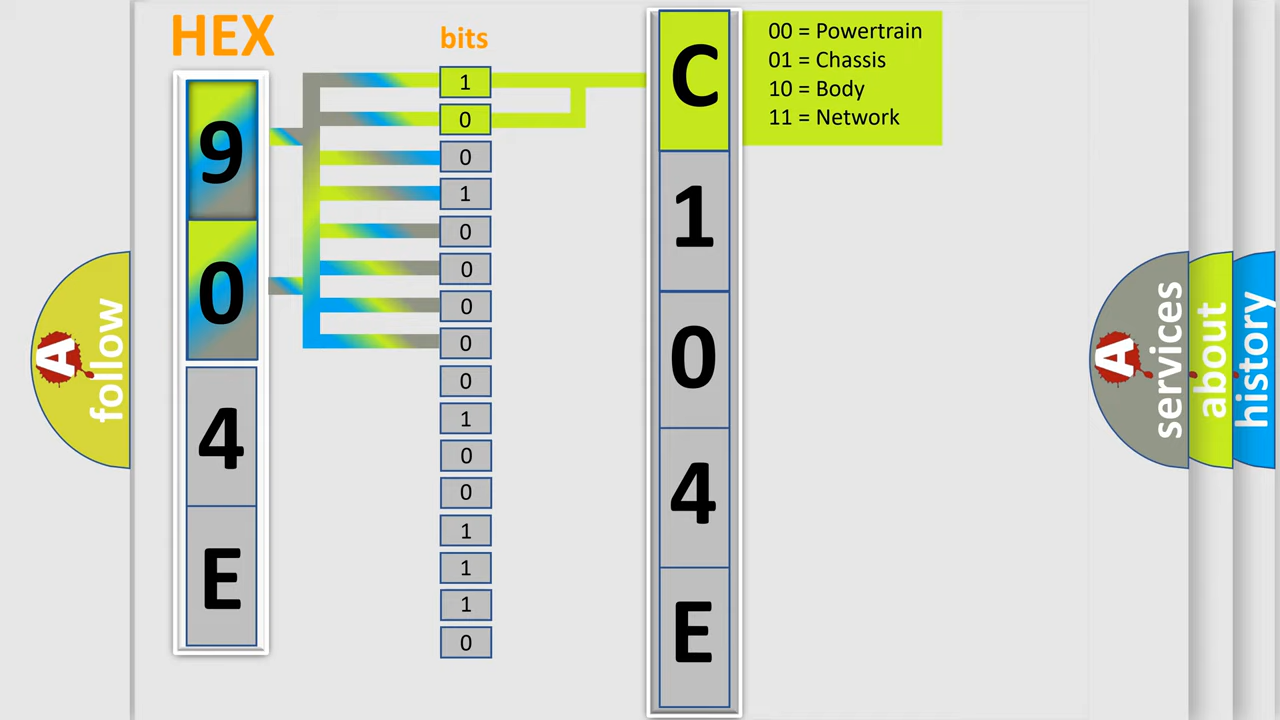 HEX
bits
9
0
4
E
1
0
0
1
0
0
0
0
0
1
0
0
1
1
1
0
C
1
0
4
E
00 = Powertrain
01 = Chassis
10 = Body
11 = Network
A
follow
A
services
about
history